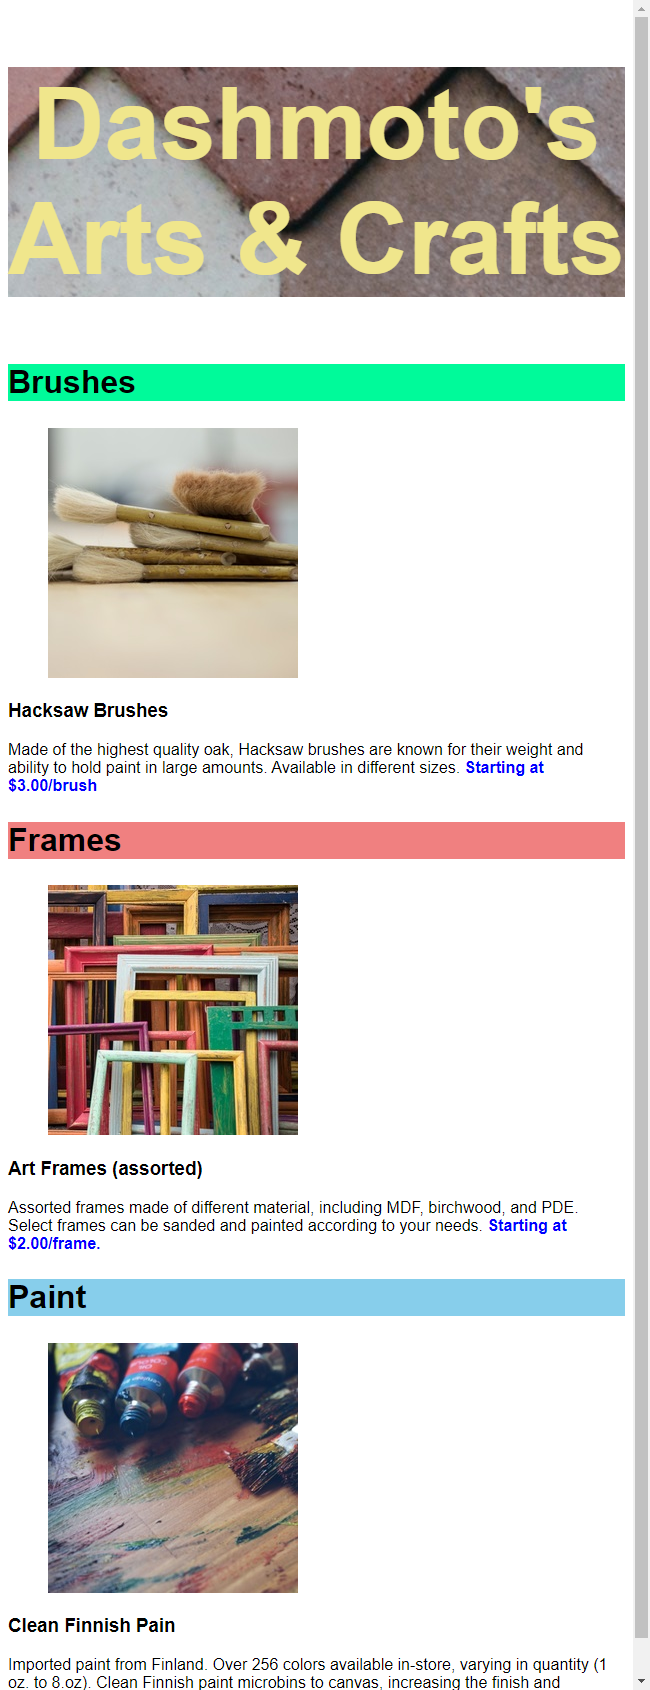 Dashmoto's
Arts & Crafts
Brushes
Hacksaw Brushes
Made of the highest quality oak, Hacksaw brushes are known for their weight and
ability to hold paint in large amounts. Available in different sizes. Starting at
$3.00/brush
Frames
Art Frames (assorted)
Assorted frames made of different material, including MDF, birchwood, and PDE.
Select frames can be sanded and painted according to your needs. Starting at
$2.00/frame.
Paint
Clean Finnish Pain
Imported paint from Finland. Over 256 colors available in-store, varying in quantity (1
oz. to 8.oz). Clean Finnish paint microbins to canvas, increasing the finish and